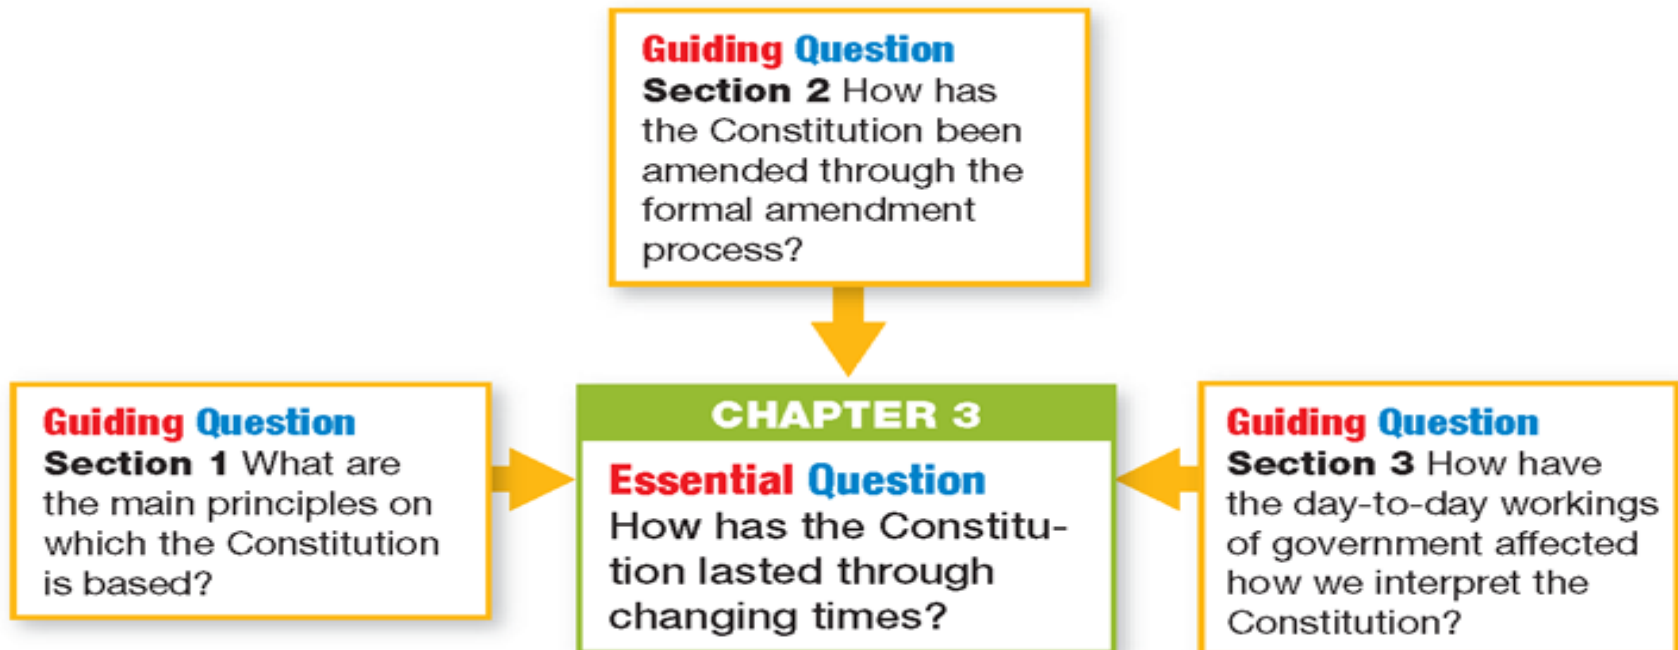 Guiding Question
Section 2 How has
the Constitution been
amended through the
formal amendment
process?
Guiding Question
Section 1 What are
the main principles on
which the Constitution
is based?
CHAPTER 3
Essential Question
How has the Constitu-
tion lasted through
changing times?
Guiding Question
Section 3 How have
the day-to-day workings
of government affected
how we interpret the
Constitution?